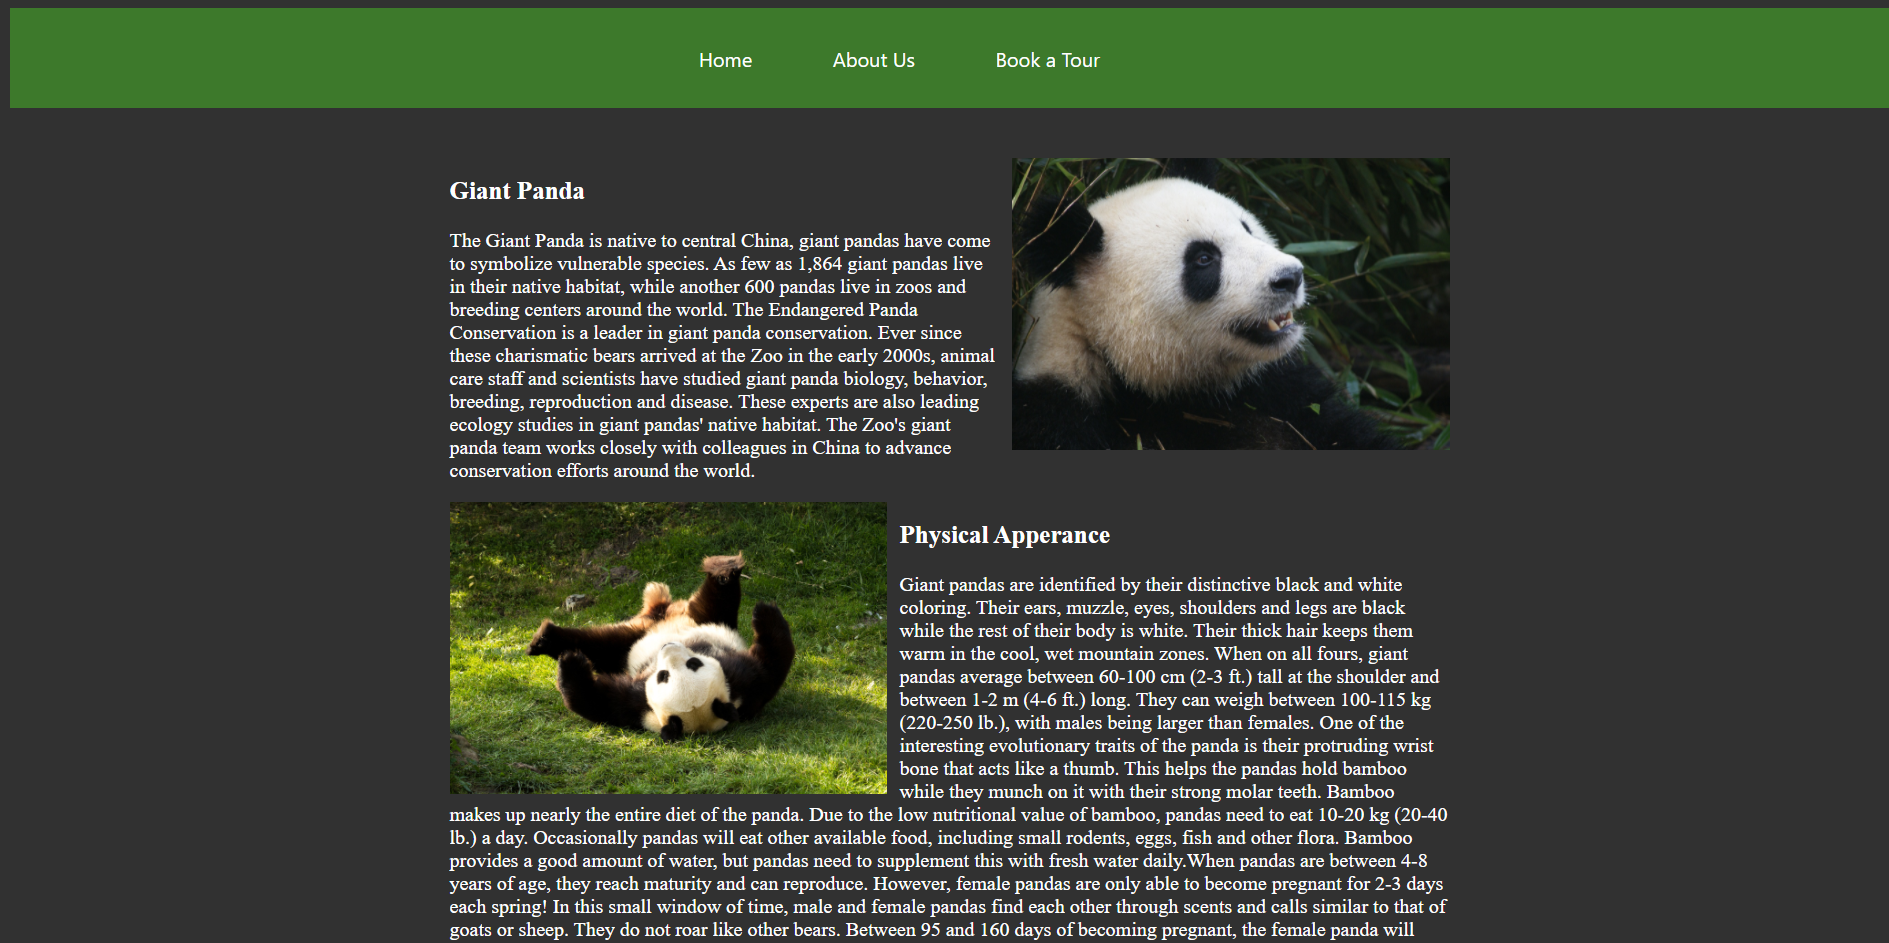 Home About Us Book a Tour
Giant Panda
The Giant Panda is native to central China, giant pandas have come
to symbolize vulnerable species. As few as 1,864 giant pandas live
in their native habitat, while another 600 pandas live in zoos and
breeding centers around the world. The Endangered Panda
Conservation is a leader in giant panda conservation. Ever since
these charismatic bears arrived at the Zoo in the early 2000s, animal
care staff and scientists have studied giant panda biology, behavior,
breeding, reproduction and disease. These experts are also leading
ecology studies in giant pandas' native habitat. The Zoo's giant
panda team works closely with colleagues in China to advance
conservation efforts around the world.
Physical Apperance
Giant pandas are identified by their distinctive black and white
coloring. Their ears, muzzle, eyes, shoulders and legs are black
while the rest of their body is white. Their thick hair keeps them
warm in the cool, wet mountain zones. When on all fours, giant
pandas average between 60-100 cm (2-3 ft.) tall at the shoulder and
between 1-2 m (4-6 ft.) long. They can weigh between 100-115 kg
(220-250 lb.), with males being larger than females. One of the
interesting evolutionary traits of the panda is their protruding wrist
bone that acts like a thumb. This helps the pandas hold bamboo
while they munch on it with their strong molar teeth. Bamboo
makes up nearly the entire diet of the panda. Due to the low nutritional value of bamboo, pandas need to eat 10-20 kg (20-40
lb.) a day. Occasionally pandas will eat other available food, including small rodents, eggs, fish and other flora. Bamboo
provides a good amount of water, but pandas need to supplement this with fresh water daily.When pandas are between 4-8
years of age, they reach maturity and can reproduce. However, female pandas are only able to become pregnant for 2-3 days
each spring! In this small window of time, male and female pandas find each other through scents and calls similar to that of
goats or sheep. They do not roar like other bears. Between 95 and 160 days of becoming pregnant, the female panda will